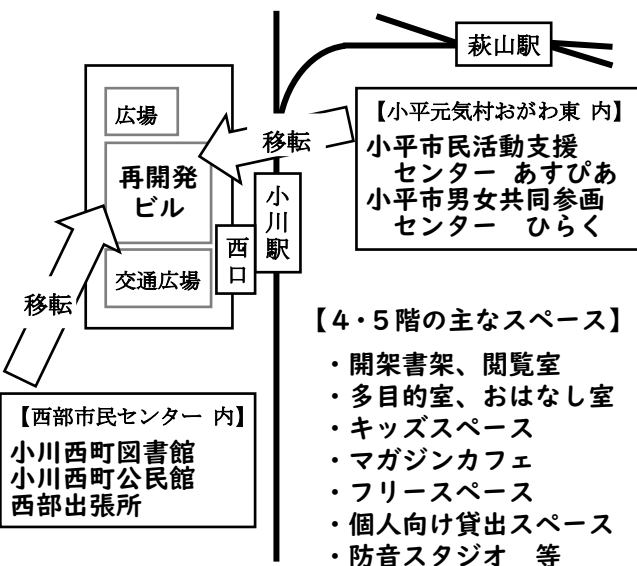 萩山駅
【小平元気村おがわ東 内】
小平市民活動支援
センター あすぴあ
小平市男女共同参画
センター ひらく
移転
広場
再開発
ビル
交通広場
小川駅
西口
移転
【西部市民センター 内】
小川西町図書館
小川西町公民館
西部出張所
【4・5階の主なスペース】
・開架書架、閲覧室
・多目的室、おはなし室
・キッズスペース
・マガジンカフェ
・フリースペース
・個人向け貸出スペース
・防音スタジオ 等